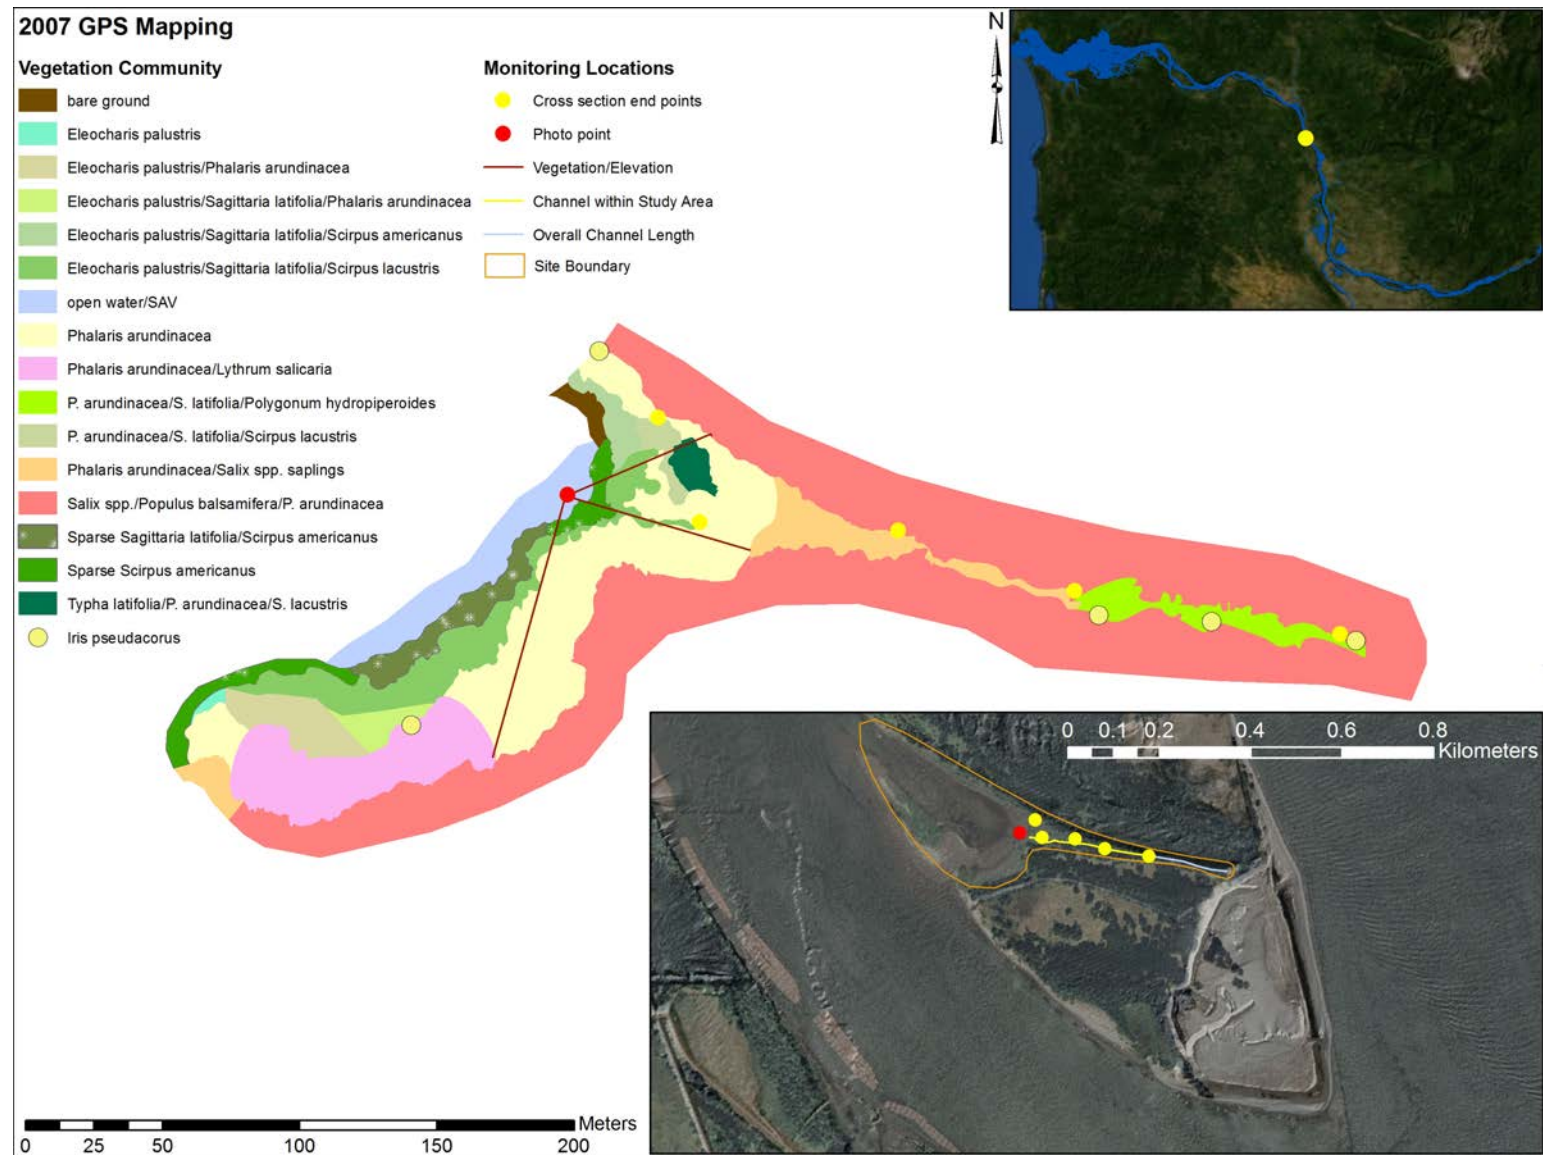 2007 GPS Mapping
Vegetation Community
bare ground
Eleocharis palustris
Eleocharis palustris/Phalaris arundinacea
Eleocharis palustris/Sagittaria latifolia/Phalaris arundinacea
Eleocharis palustris/Sagittaria latifolia/Scirpus americanus
Eleocharis palustris/Sagittaria latifolia/Scirpus lacustris
open water/SAV
Phalaris arundinacea
Phalaris arundinacea/Lythrum salicaria
P. arundinacea/S. latifolia/Polygonum hydropiperoides
P. arundinacea/S. latifolia/Scirpus lacustris
Phalaris arundinacea/Salix spp. saplings
Salix spp./Populus balsamifera/P. arundinacea
Sparse Sagittaria latifolia/Scirpus americanus
Sparse Scirpus americanus
Typha latifolia/P. arundinacea/S. lacustris
Iris pseudacorus
Monitoring Locations
Cross section end points
Photo point
Vegetation/Elevation
Channel within Study Area
Overall Channel Length
Site Boundary
N
0 0.1 0.2 0.4 0.6 0.8
Kilometers
Meters
0 25 50 100 150 200